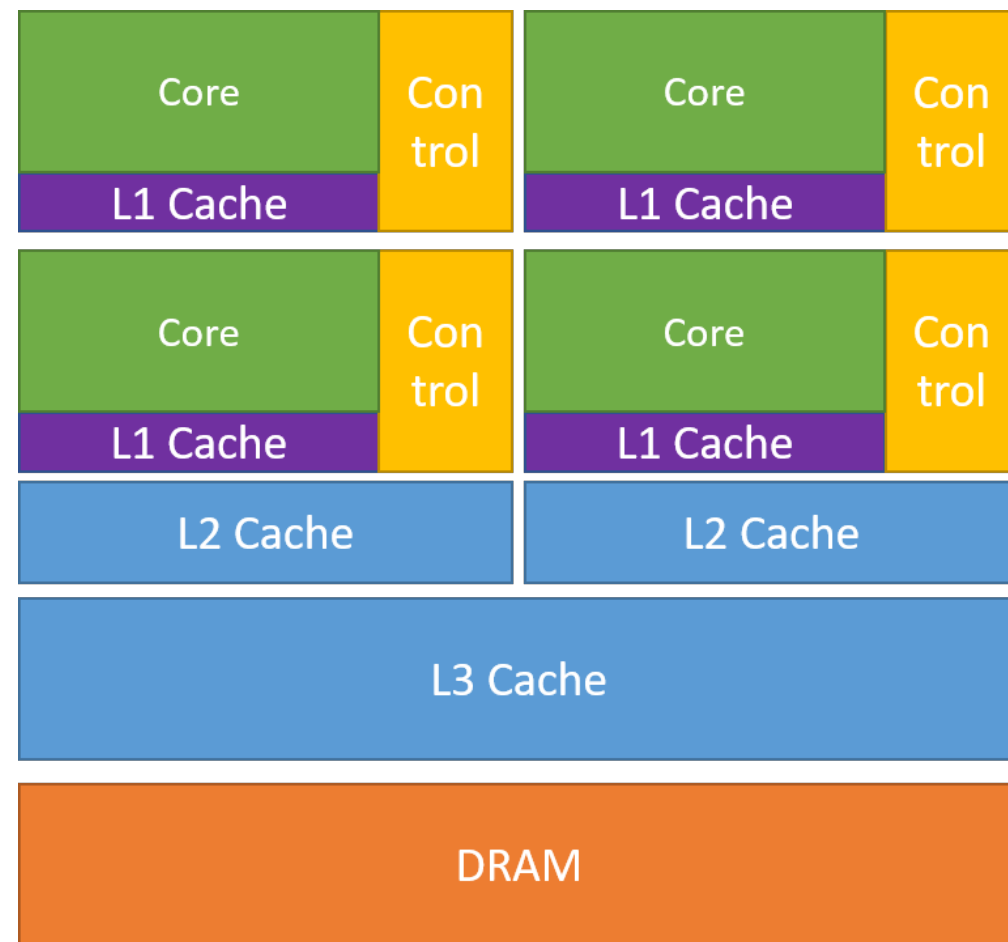 Core
Con
trol
Core
Con
trol
L1 Cache
L1 Cache
Core
Con
trol
Core
Con
trol
L1 Cache
L1 Cache
L2 Cache
L2 Cache
L3 Cache
DRAM